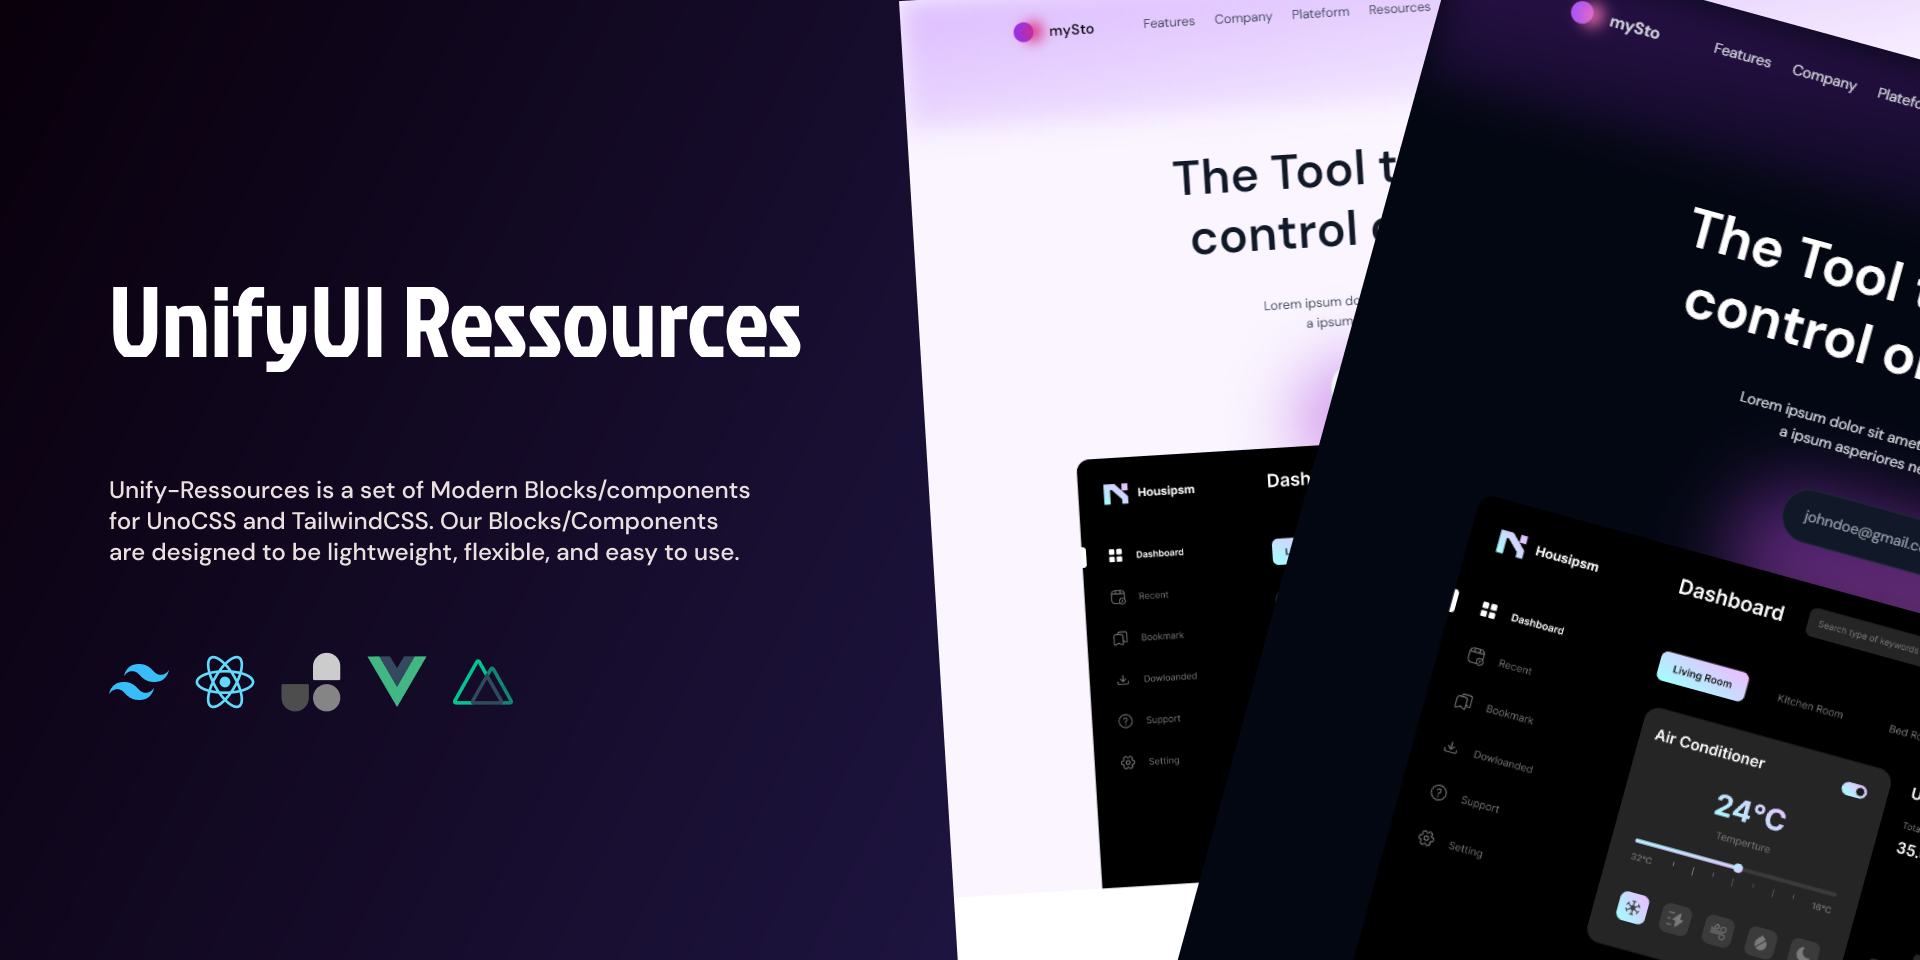 UnifyUI Ressources
Unify-Ressources is a set of Modern Blocks/components
for UnoCSS and TailwindCSS. Our Blocks/Components
are designed to be lightweight, flexible, and easy to use.
mySto
Features
Company
Plateform
Resources
The Tool t
control
Lorem ipsum do
a ipsum
Housipsm
Dash
Dashboard
Recent
Bookmark
Dowloanded
Support
Setting
mySto
Features
Company
Platefo
The Tool
control o
Lorem ipsum dolor sit amet
a ipsum asperiores ne
johndoe@gmail.c
Housipsm
Dashboard
Search type of keywords
Dashboard
Recent
Bookmark
Dowloanded
Support
Setting
Living Room
Kitchen Room
Bed Ro
Air Conditioner
24°C
Temperture
32°C
16°C
U
Tota
35.